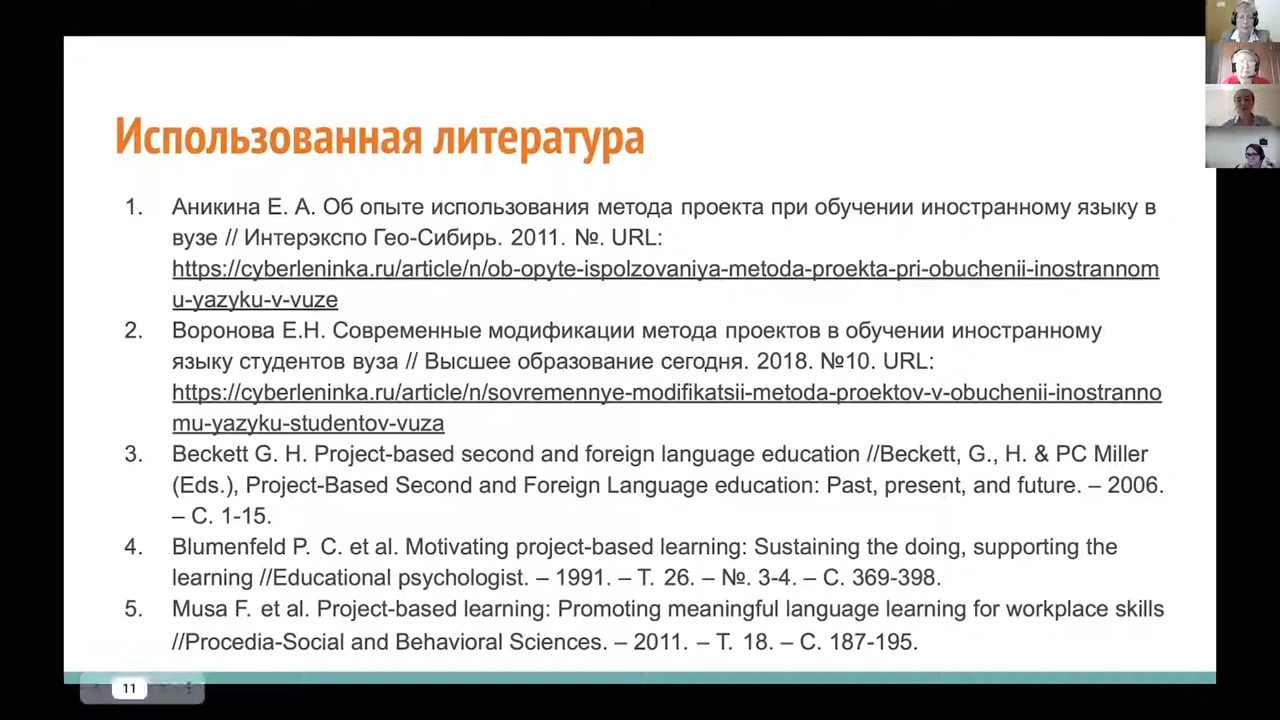 Использованная литература
1. Аникина Е. А. Об опыте использования метода проекта при обучении иностранному языку в
вузе // Интерэкспо Гео-Сибирь. 2011. №. URL:
https://cyberleninka.ru/article/n/ob-opyte-ispolzovaniya-metoda-proekta-pri-obuchenii-inostrannom
u-yazyku-v-vuze
2. Воронова Е.Н. Современные модификации метода проектов в обучении иностранному
языку студентов вуза // Высшее образование сегодня. 2018. №10. URL:
https://cyberleninka.ru/article/n/sovremennye-modifikatsii-metoda-proektov-v-obuchenii-inostranno
mu-yazyku-studentov-vuza
3. Beckett G. H. Project-based second and foreign language education //Beckett, G., H. & PC Miller
(Eds.), Project-Based Second and Foreign Language education: Past, present, and future. – 2006.
– С. 1-15.
4. Blumenfeld P. C. et al. Motivating project-based learning: Sustaining the doing, supporting the
learning //Educational psychologist. – 1991. – Т. 26. – №. 3-4. – С. 369-398.
5. Musa F. et al. Project-based learning: Promoting meaningful language learning for workplace skills
//Procedia-Social and Behavioral Sciences. – 2011. – Т. 18. – С. 187-195.
11